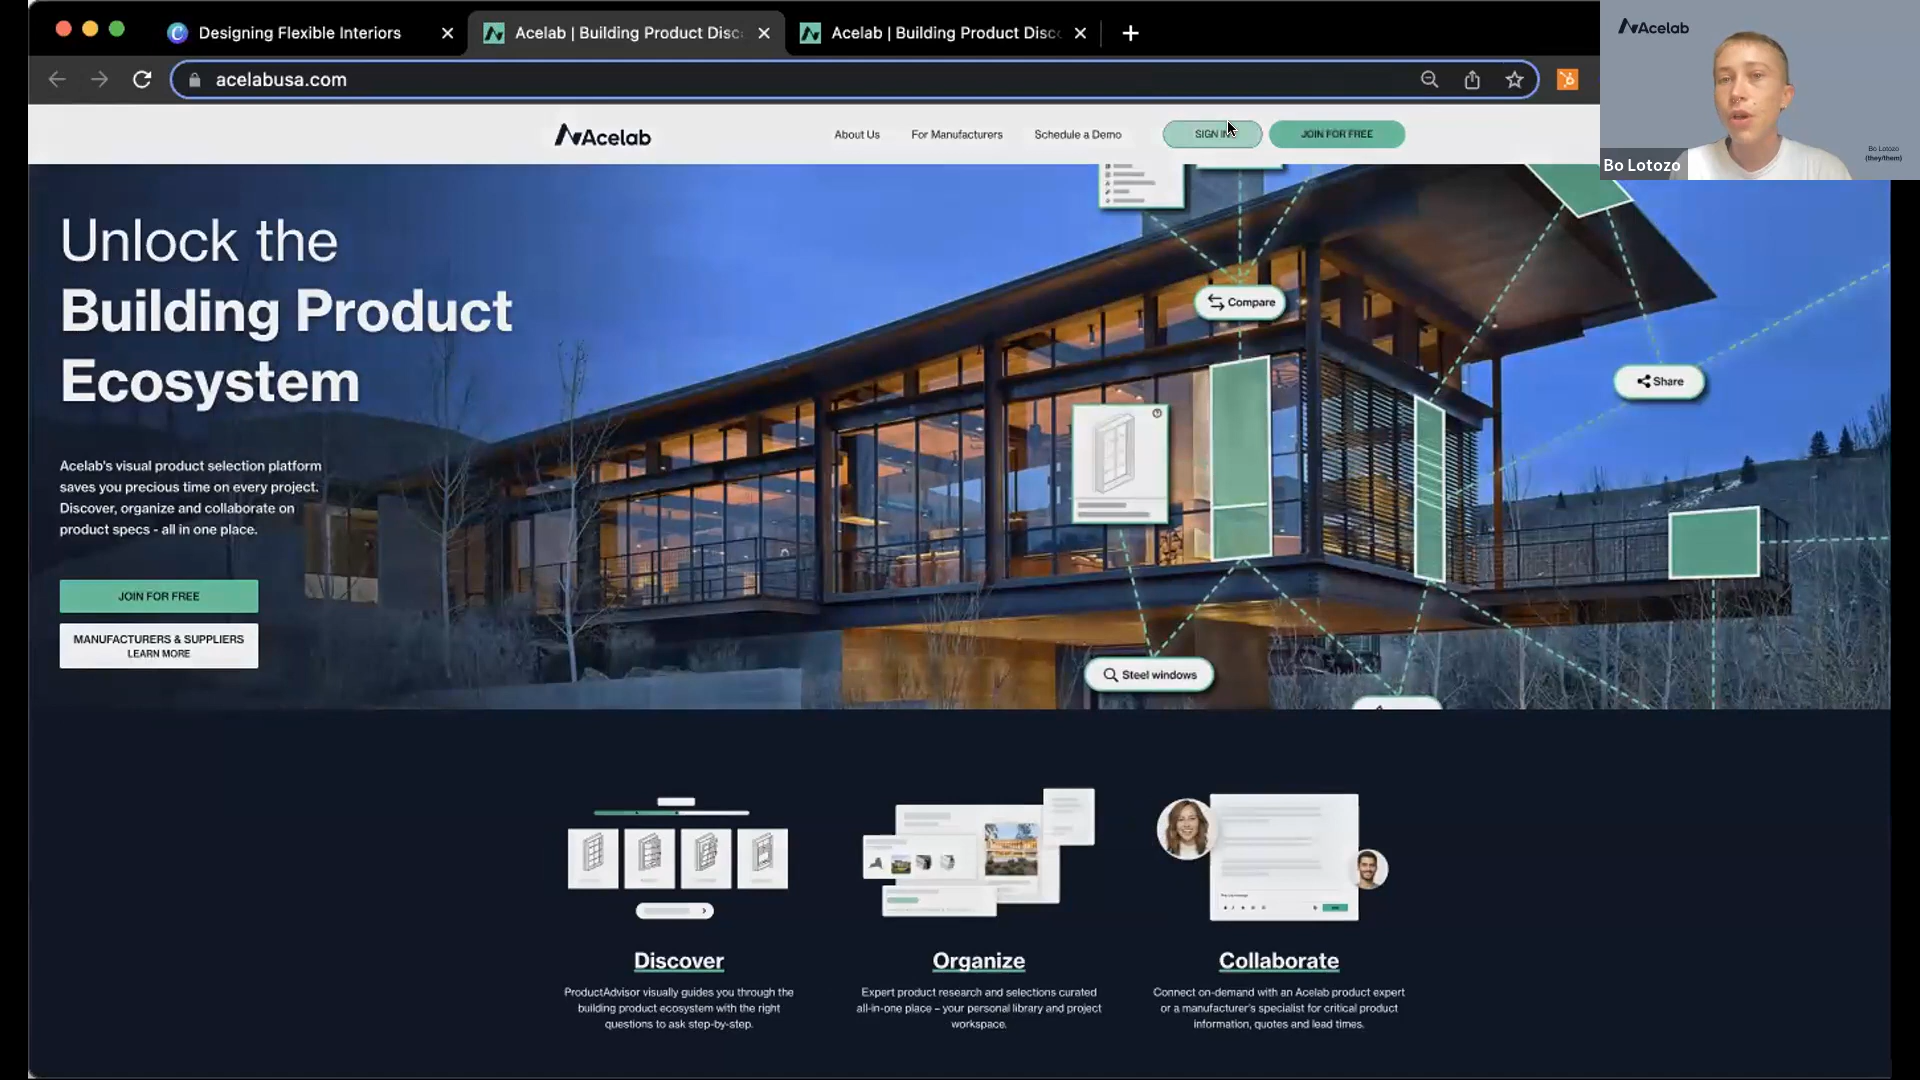 Designing Flexible Interiors
Acelab | Building Product Disc
Acelab | Building Product Disc
acelabusa.com
Acelab
Bo Lotozo
(they/them)
Bo Lotozo
Acelab
About Us
For Manufacturers
Schedule a Demo
SIGN IN
JOIN FOR FREE
Unlock the
Building Product
Ecosystem
Acelab's visual product selection platform
saves you precious time on every project.
Discover, organize and collaborate on
product specs - all in one place.
JOIN FOR FREE
MANUFACTURERS & SUPPLIERS
LEARN MORE
Compare
Share
Steel windows
Discover
ProductAdvisor visually guides you through the
building product ecosystem with the right
questions to ask step-by-step.
Organize
Expert product research and selections curated
all-in-one place – your personal library and project
workspace.
Collaborate
Connect on-demand with an Acelab product expert
or a manufacturer's specialist for critical product
information, quotes and lead times.